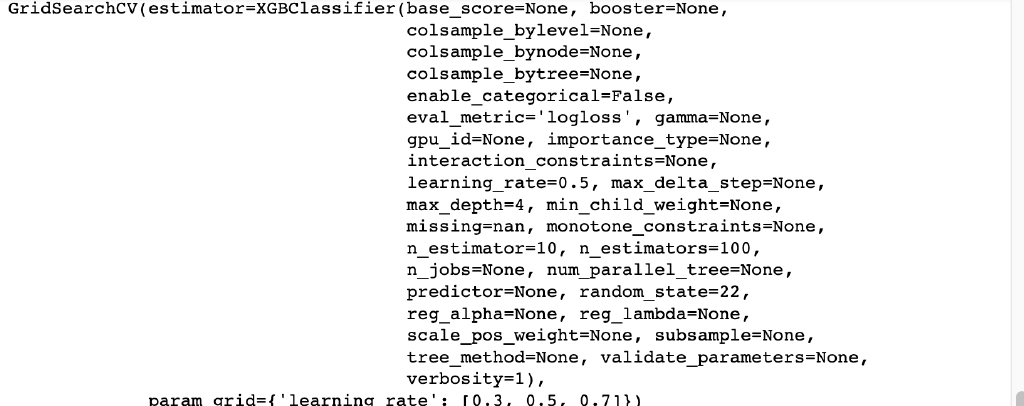 GridSearchCV(estimator=XGBClassifier(base_score=None, booster=None,
colsample_bylevel=None,
colsample_bynode=None,
colsample_bytree=None,
enable_categorical=False,
eval_metric='logloss', gamma=None,
gpu_id=None, importance_type=None,
interaction_constraints=None,
learning_rate=0.5, max_delta_step=None,
max_depth=4, min_child_weight=None,
missing=nan, monotone_constraints=None,
n_estimator=10, n_estimators=100,
n_jobs=None, num_parallel_tree=None,
predictor=None, random_state=22,
reg_alpha=None, reg_lambda=None,
scale_pos_weight=None, subsample=None,
tree_method=None, validate_parameters=None,
verbosity=1),
param_grid={'learning_rate': [0.3, 0.5, 0.7]})